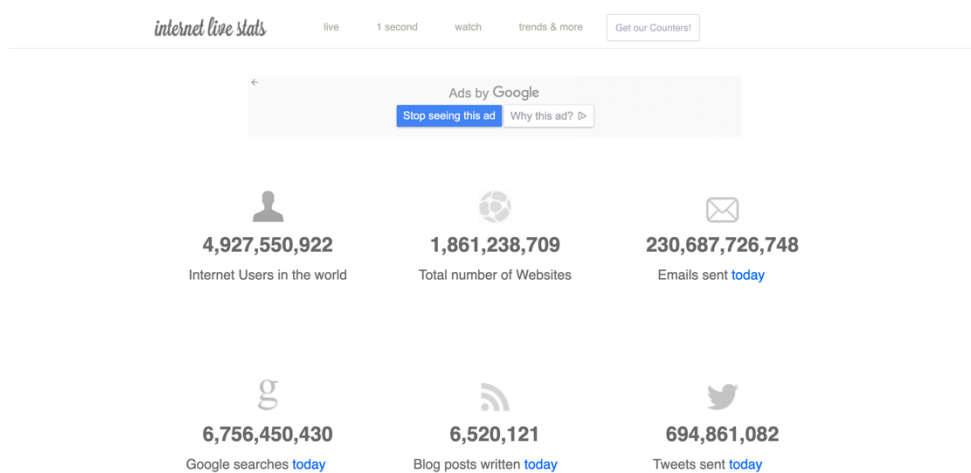 internet live stats live 1 second watch trends & more Get our Counters!
Ads by Google
Stop seeing this ad Why this ad?
4,927,550,922 1,861,238,709 230,687,726,748
Internet Users in the world Total number of Websites Emails sent today
g
6,756,450,430 6,520,121 694,861,082
Google searches today Blog posts written today Tweets sent today